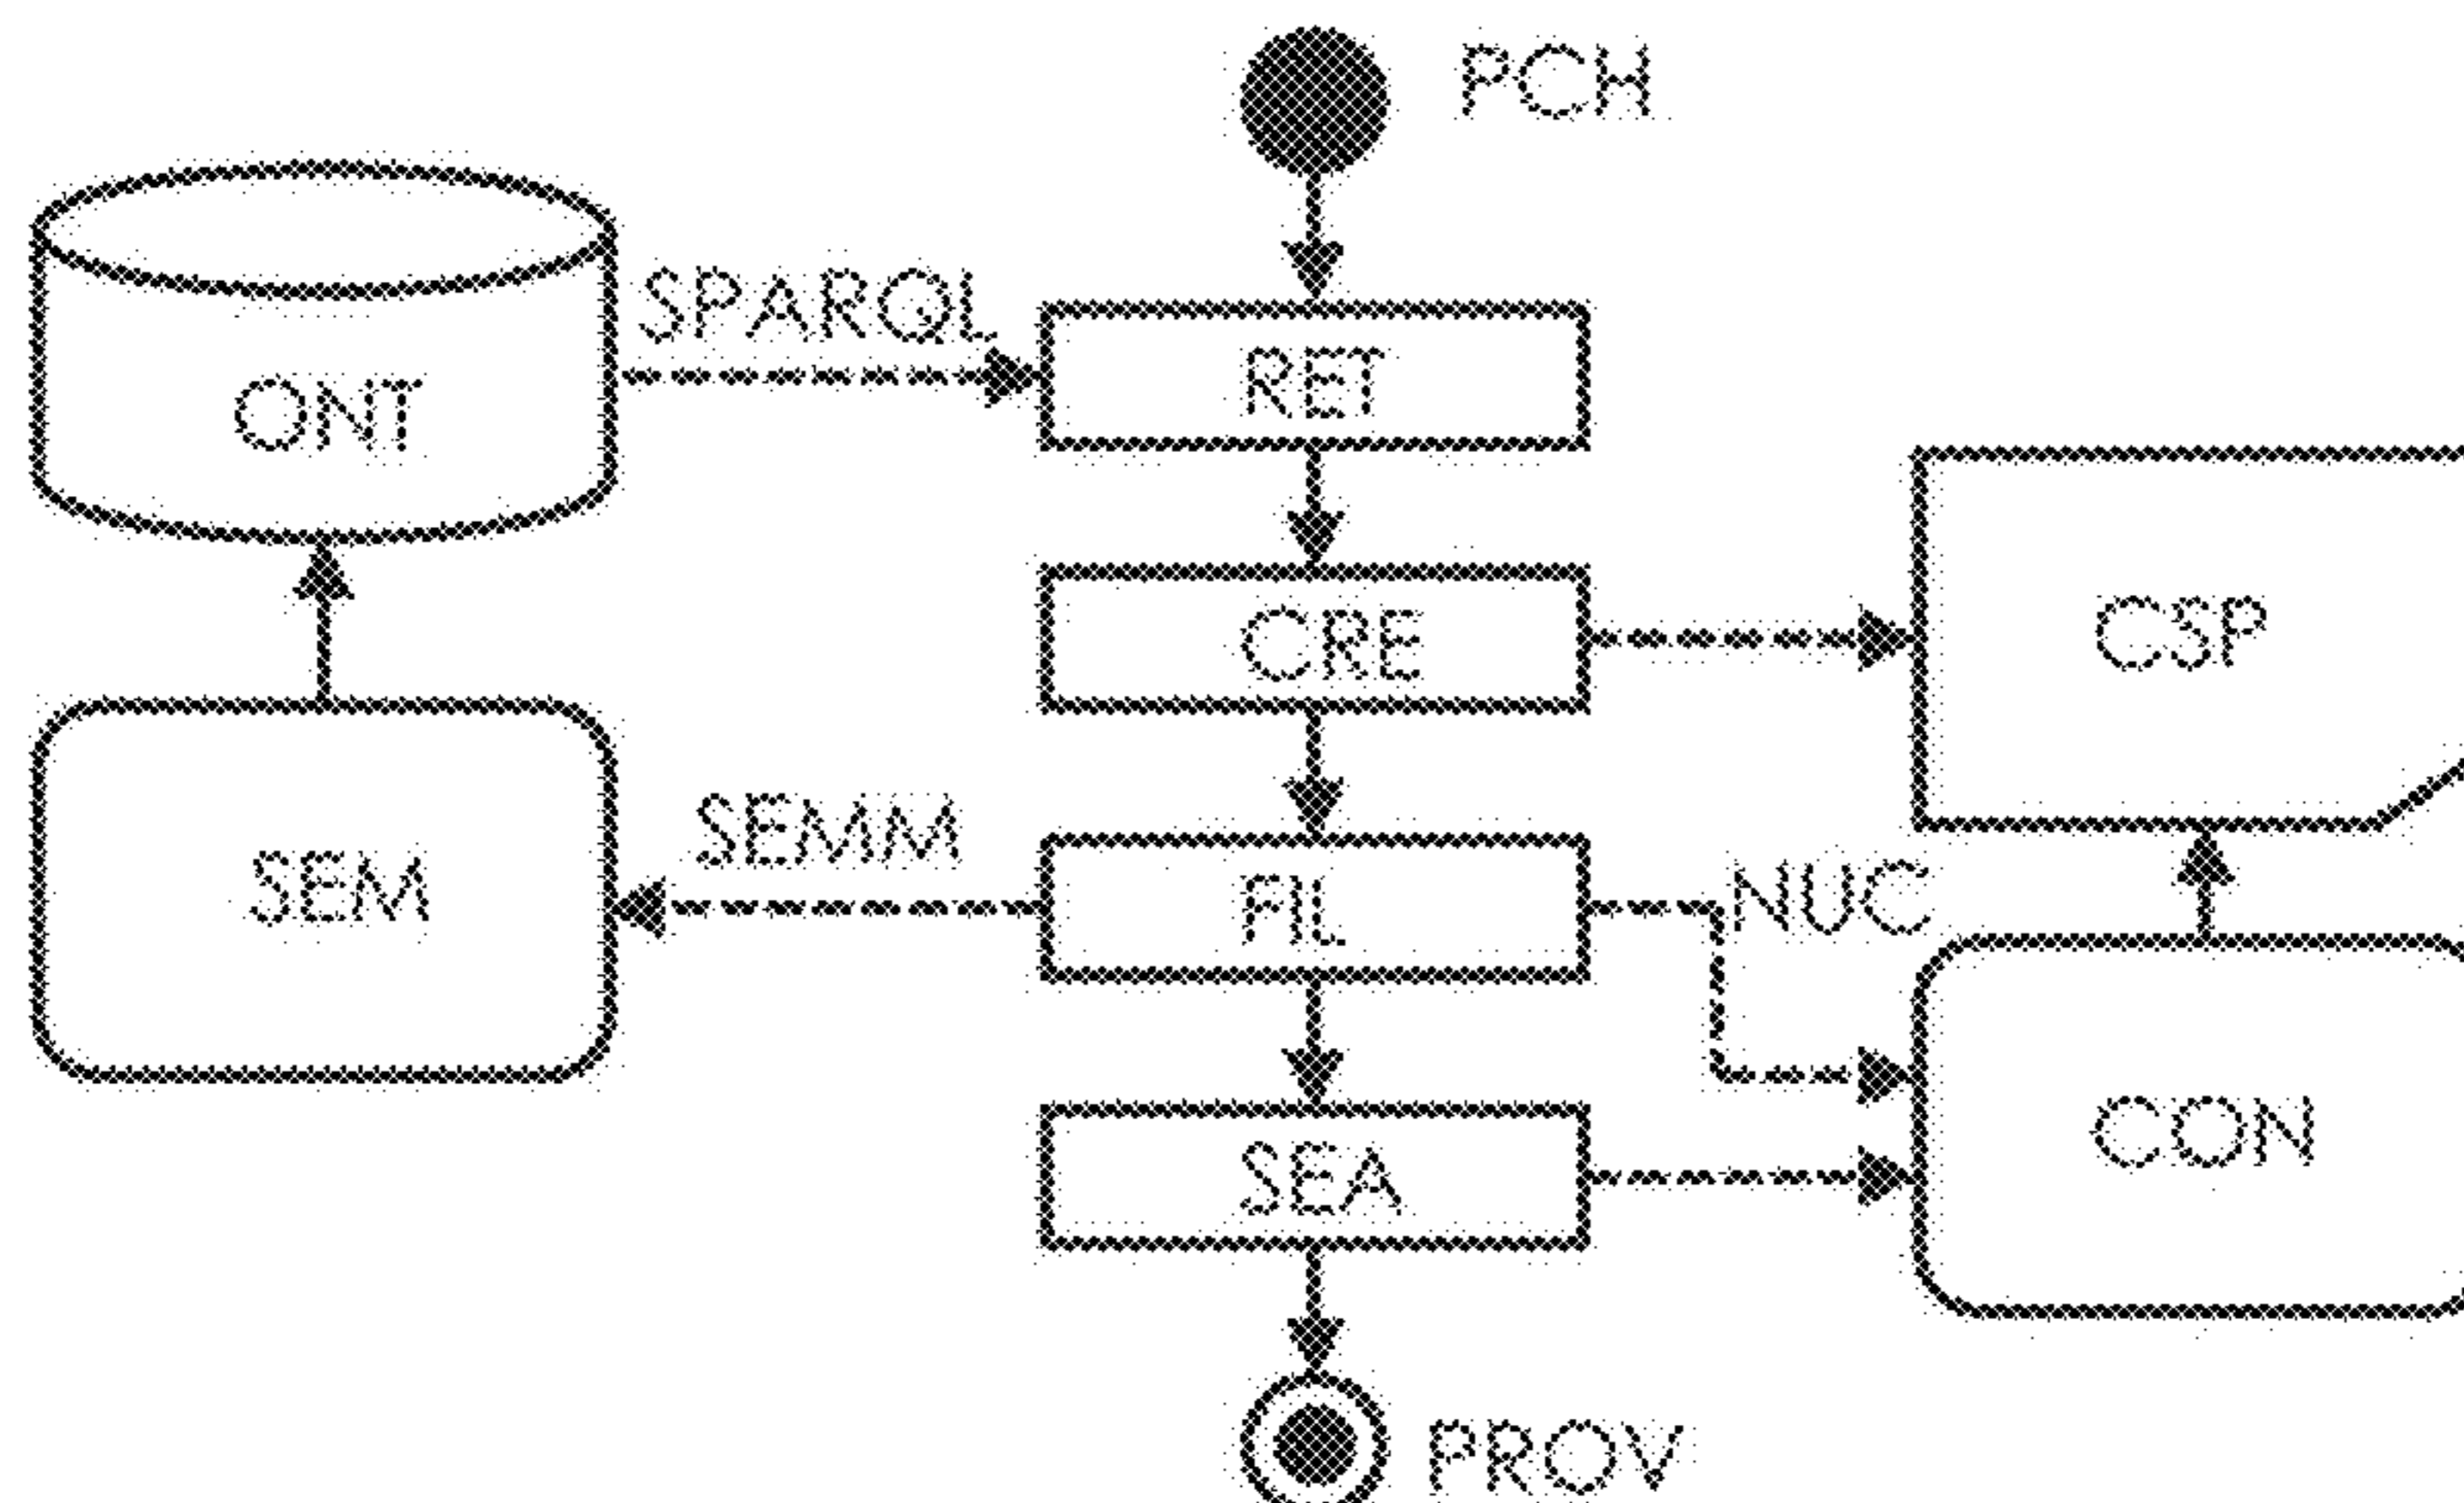 PCH
SPARQL
RET
ONT
CRE
CSP
SEMM
FIL
NUC
SEM
CON
SEA
PROV